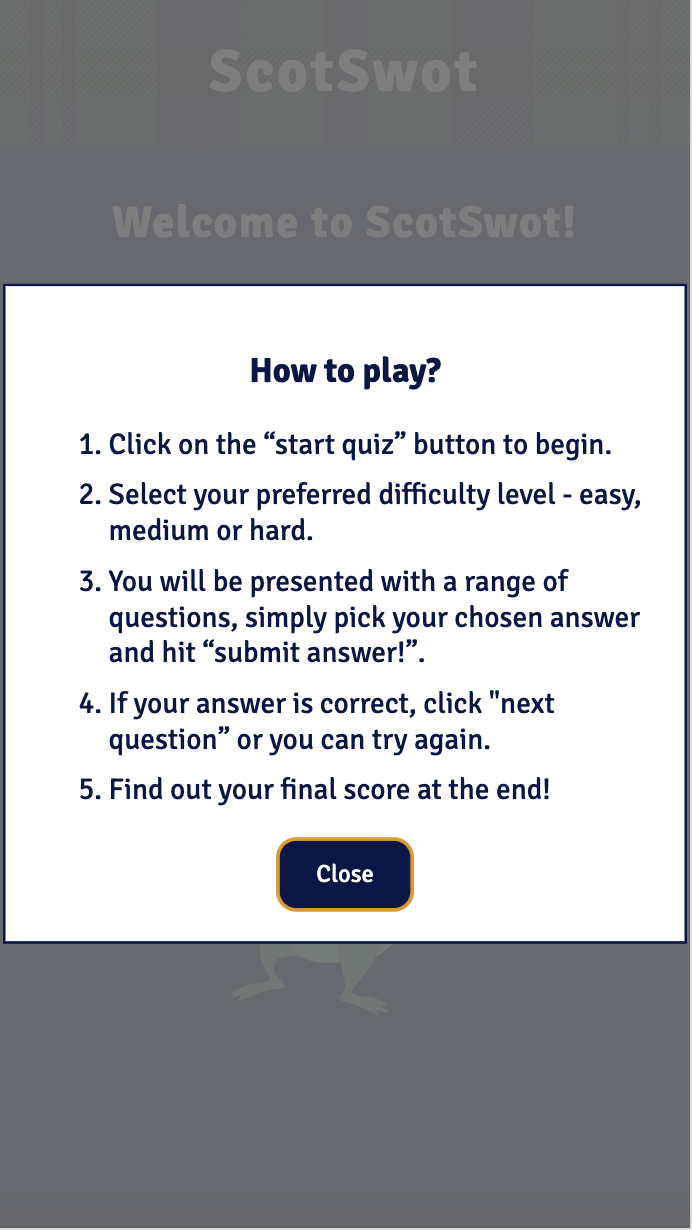 ScotSwot
Welcome to ScotSwot!
How to play?
1. Click on the “start quiz” button to begin.
2. Select your preferred difficulty level - easy,
medium or hard.
3. You will be presented with a range of
questions, simply pick your chosen answer
and hit “submit answer!”.
4. If your answer is correct, click "next
question” or you can try again.
5. Find out your final score at the end!
Close